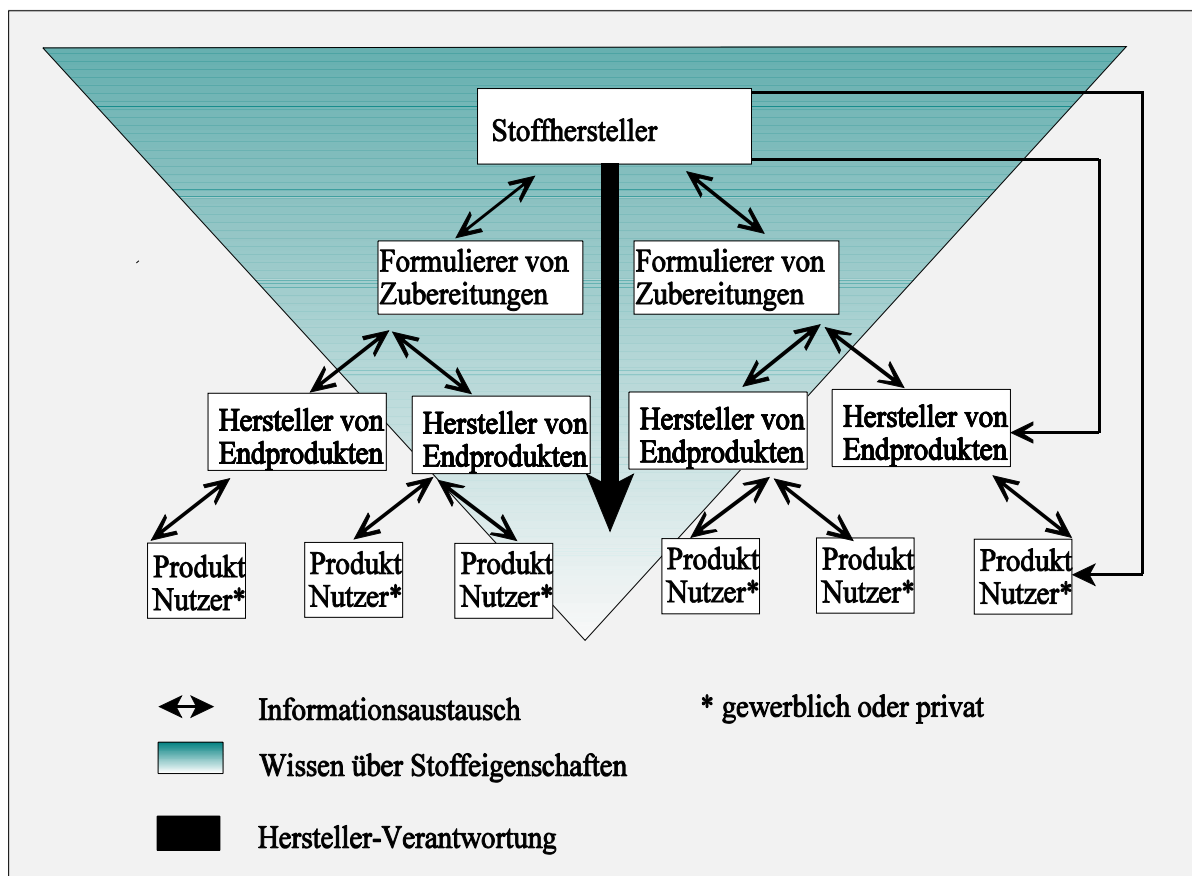 Stoffhersteller
Formulierer von
Zubereitungen
Formulierer von
Zubereitungen
Hersteller von
Endprodukten
Hersteller von
Endprodukten
Hersteller von
Endprodukten
Hersteller von
Endprodukten
Produkt
Nutzer*
Produkt
Nutzer*
Produkt
Nutzer*
Produkt
Nutzer*
Produkt
Nutzer*
Produkt
Nutzer*
Informationsaustausch
* gewerblich oder privat
Wissen über Stoffeigenschaften
Hersteller-Verantwortung